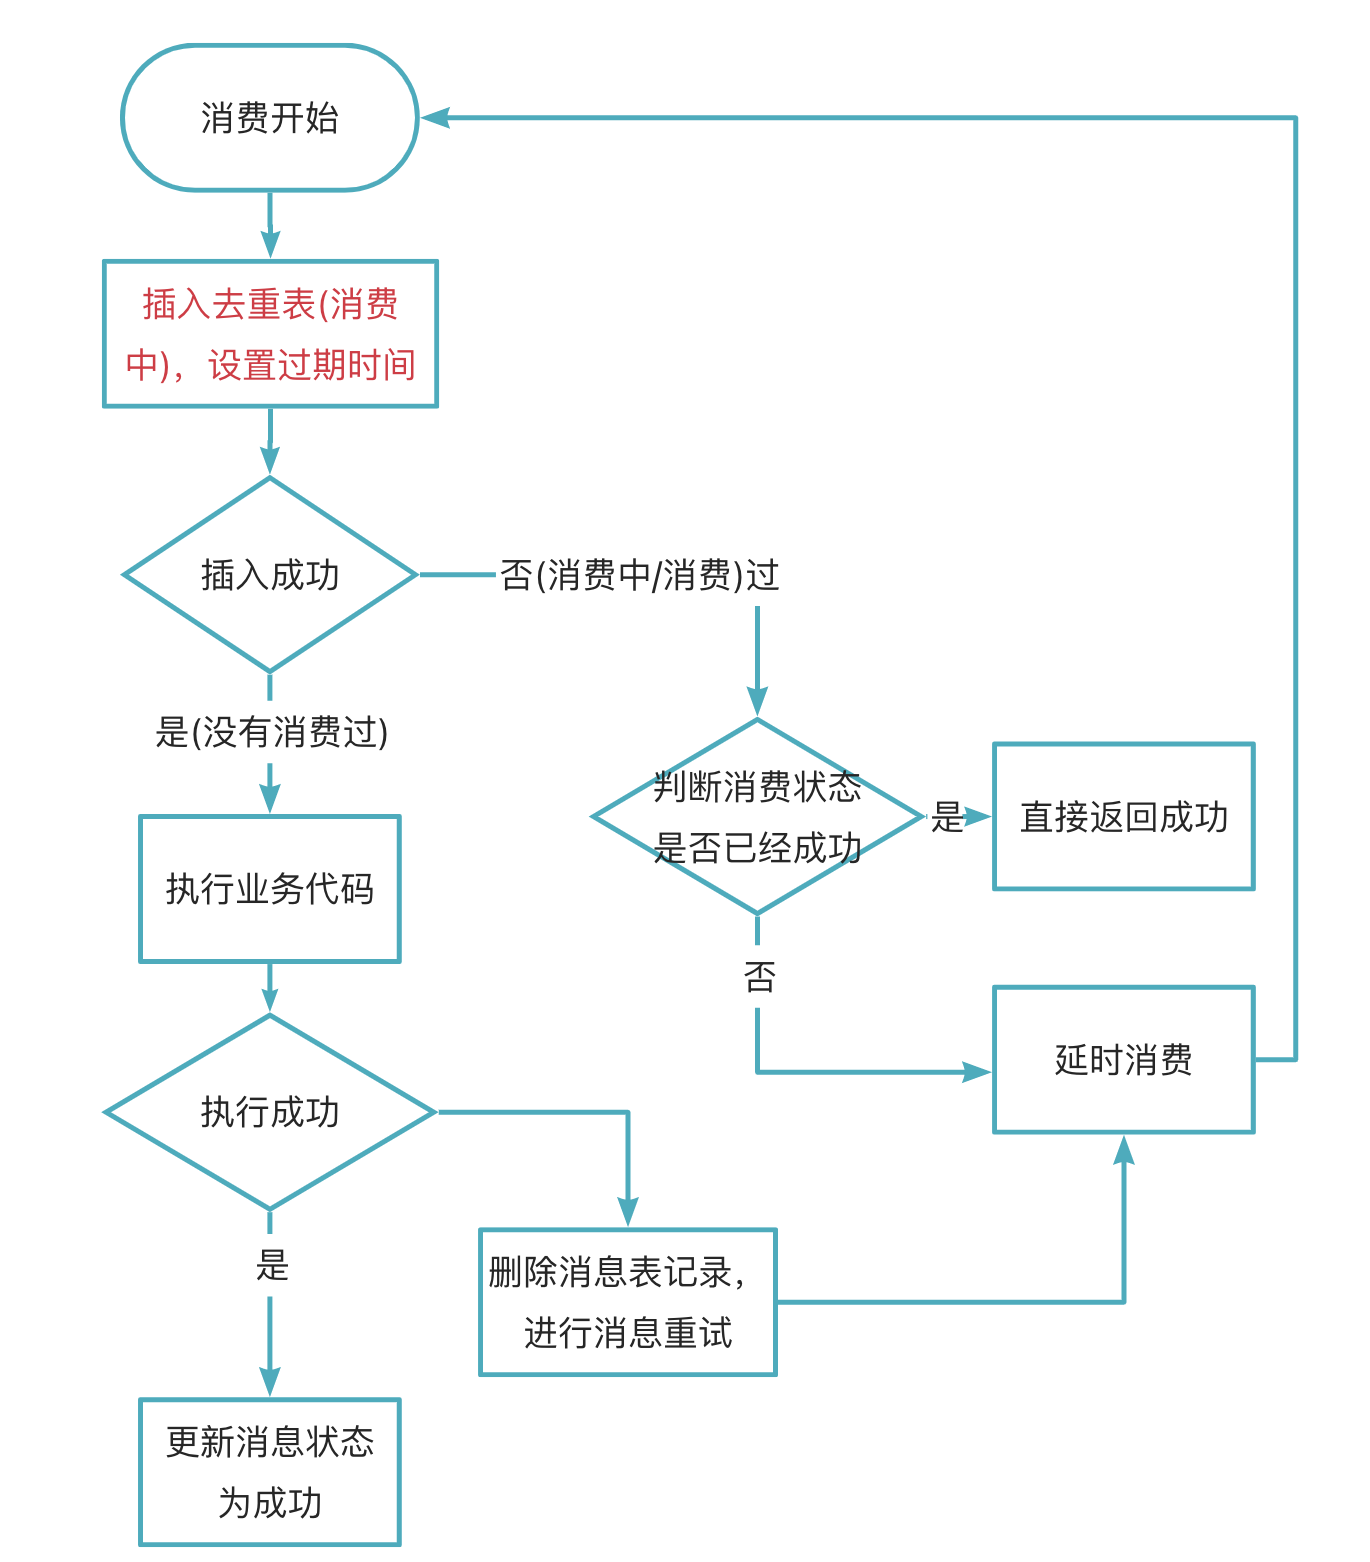 消费开始
插入去重表(消费
中)，设置过期时间
插入成功
否(消费中/消费)过
是(没有消费过)
判断消费状态
是否已经成功
是
直接返回成功
执行业务代码
否
延时消费
执行成功
是
删除消息表记录，
进行消息重试
更新消息状态
为成功